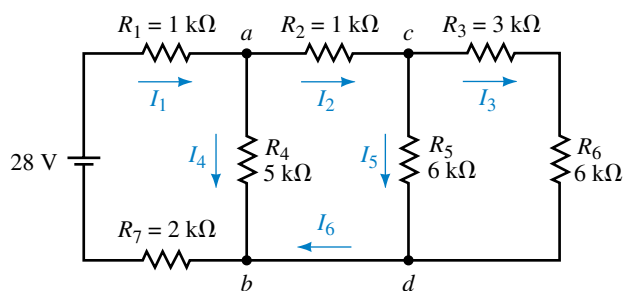 R1 = 1 kΩ
a
R2 = 1 kΩ
c
R3 = 3 kΩ
I1
I2
I3
28 V
I4
R4
5 kΩ
I5
R5
6 kΩ
R6
6 kΩ
R7 = 2 kΩ
I6
b
d